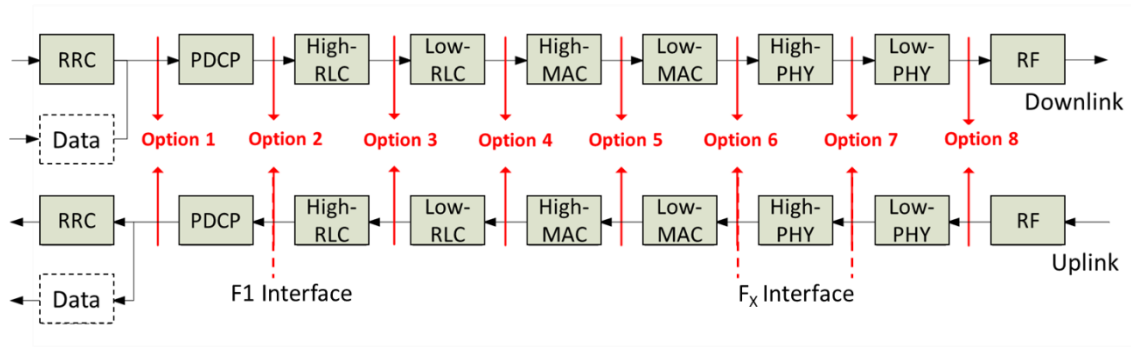 RRC
PDCP
High-
RLC
Low-
RLC
High-
MAC
Low-
MAC
High-
PHY
Low-
PHY
RF
Downlink
Data
Option 1
Option 2
Option 3
Option 4
Option 5
Option 6
Option 7
Option 8
RRC
PDCP
High-
RLC
Low-
RLC
High-
MAC
Low-
MAC
High-
PHY
Low-
PHY
RF
Uplink
Data
F1 Interface
FX Interface